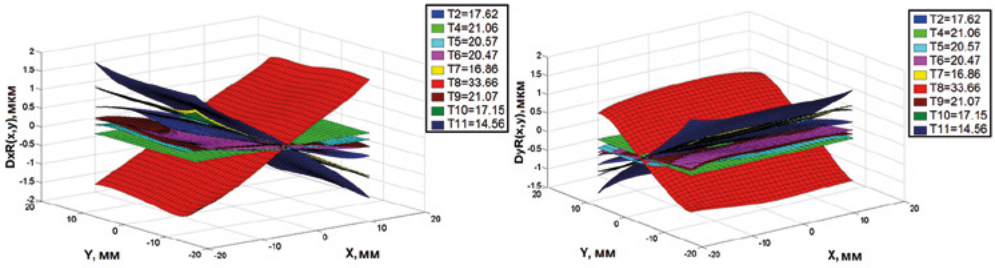 T2=17.62
T4=21.06
T5=20.57
T6=20.47
T7=16.86
T8=33.66
T9=21.07
T10=17.15
T11=14.56
DxR(x,y),мкм
2
1.5
1
0.5
0
-0.5
-1
-1.5
-2
20
10
0
-10
-20
Y, мм
-20
-10
0
10
20
X, мм
T2=17.62
T4=21.06
T5=20.57
T6=20.47
T7=16.86
T8=33.66
T9=21.07
T10=17.15
T11=14.56
DyR(x,y),мкм
2
1.5
1
0.5
0
-0.5
-1
-1.5
20
10
0
-10
-20
Y, мм
-20
-10
0
10
20
X, мм